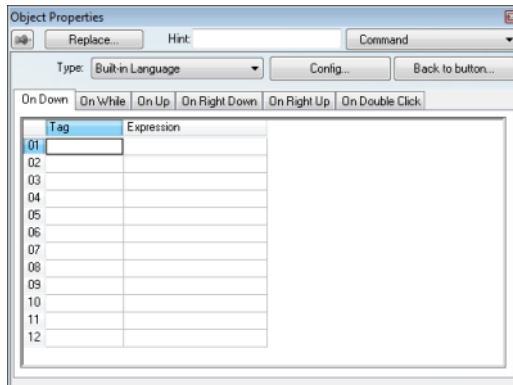 Object Properties
Replace... Hint: Command
Type: Built-in Language Config... Back to button...
On Down On While On Up On Right Down On Right Up On Double Click
Tag Expression
01
02
03
04
05
06
07
08
09
10
11
12